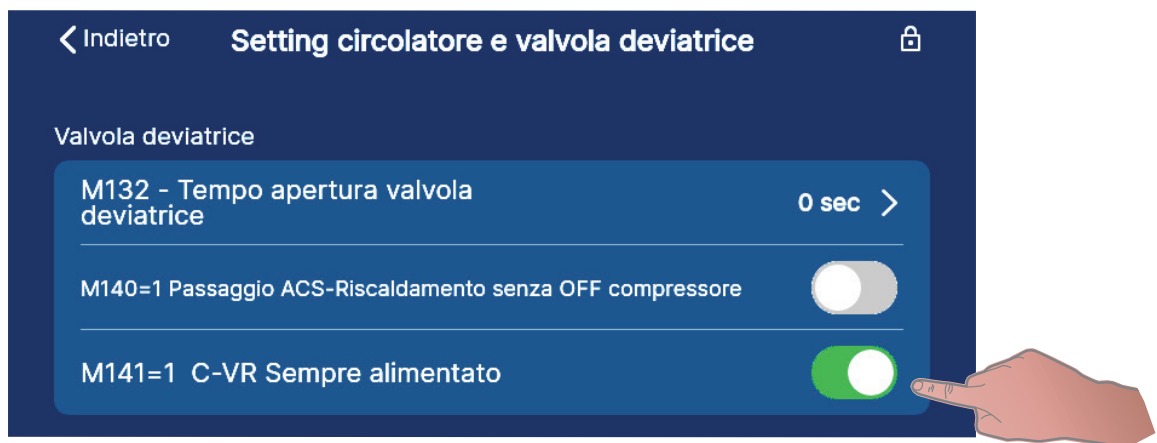 Indietro
Setting circolatore e valvola deviatrice
Valvola deviatrice
M132 - Tempo apertura valvola
deviatrice
0 sec
M140=1 Passaggio ACS-Riscaldamento senza OFF compressore
M141=1 C-VR Sempre alimentato